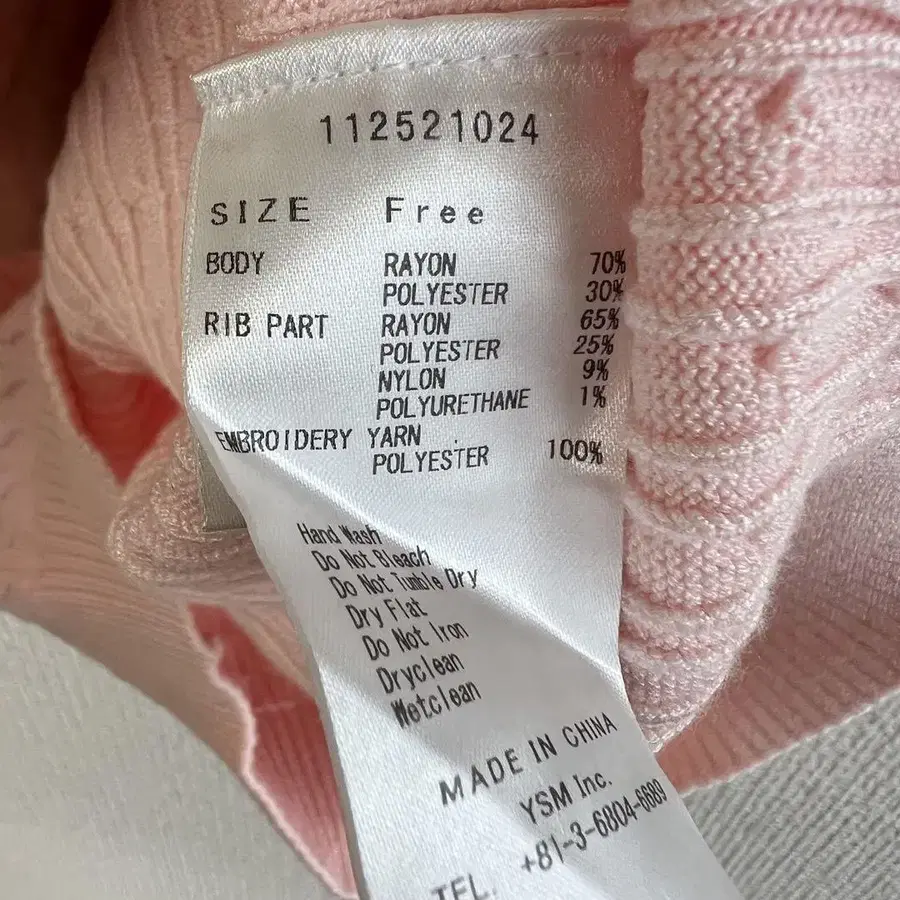 112521024
SIZE Free
BODY RAYON 70%
POLYESTER 30%
RIB PART RAYON 65%
POLYESTER 25%
NYLON 9%
POLYURETHANE 1%
EMBROIDERY YARN
POLYESTER 100%
Hand Wash
Do Not Bleach
Do Not Tumble Dry
Dry Flat
Do Not Iron
Dryclean
Wetclean
MADE IN CHINA
YSM Inc.
TEL. +81-3-6804-6689